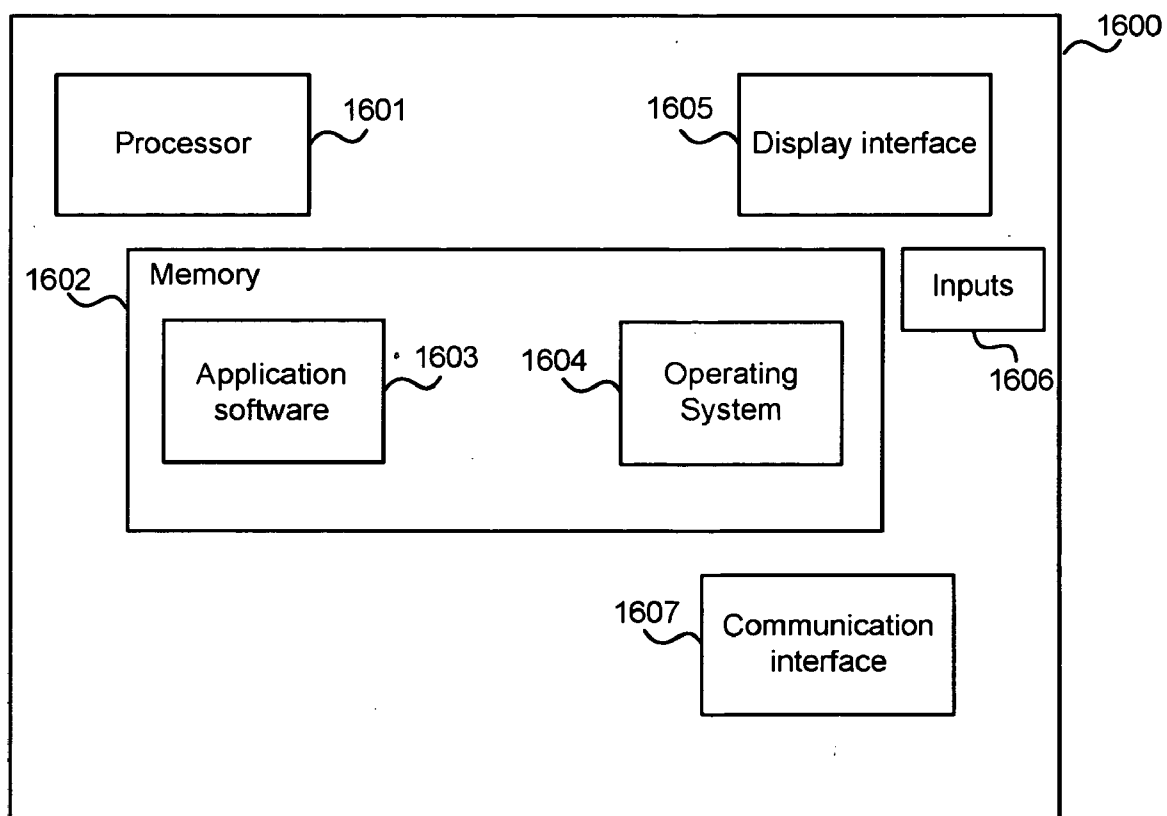 1600
Processor
1601
1605
Display interface
1602
Memory
Inputs
1606
Application
software
1603
1604
Operating
System
1607
Communication
interface